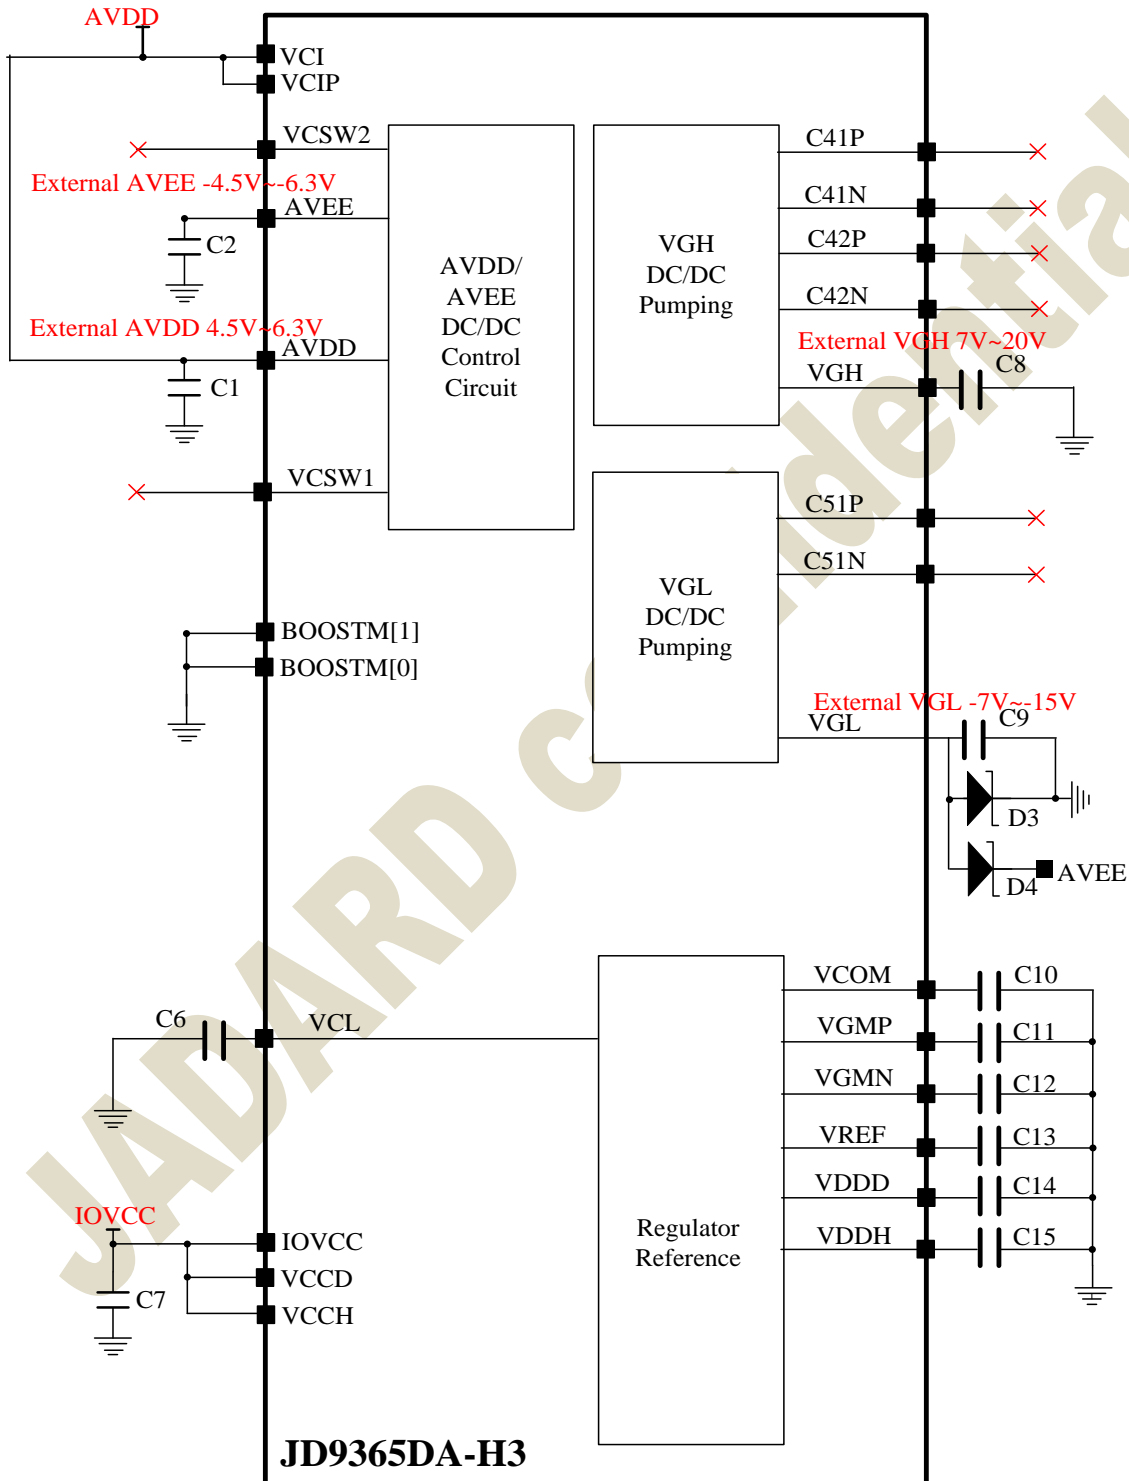 AVDD
VCI
VCIP
VCSW2
External AVEE -4.5V~-6.3V
AVEE
C2
External AVDD 4.5V~6.3V
AVDD
C1
VCSW1
AVDD/
AVEE
DC/DC
Control
Circuit
BOOSTM[1]
BOOSTM[0]
VGH
DC/DC
Pumping
C41P
C41N
C42P
C42N
External VGH 7V~20V
VGH
C8
VGL
DC/DC
Pumping
C51P
C51N
External VGL -7V~-15V
VGL
C9
D3
D4
AVEE
C6
VCL
IOVCC
IOVCC
VCCD
VCCH
C7
Regulator
Reference
VCOM
C10
VGMP
C11
VGMN
C12
VREF
C13
VDDD
C14
VDDH
C15
JD9365DA-H3